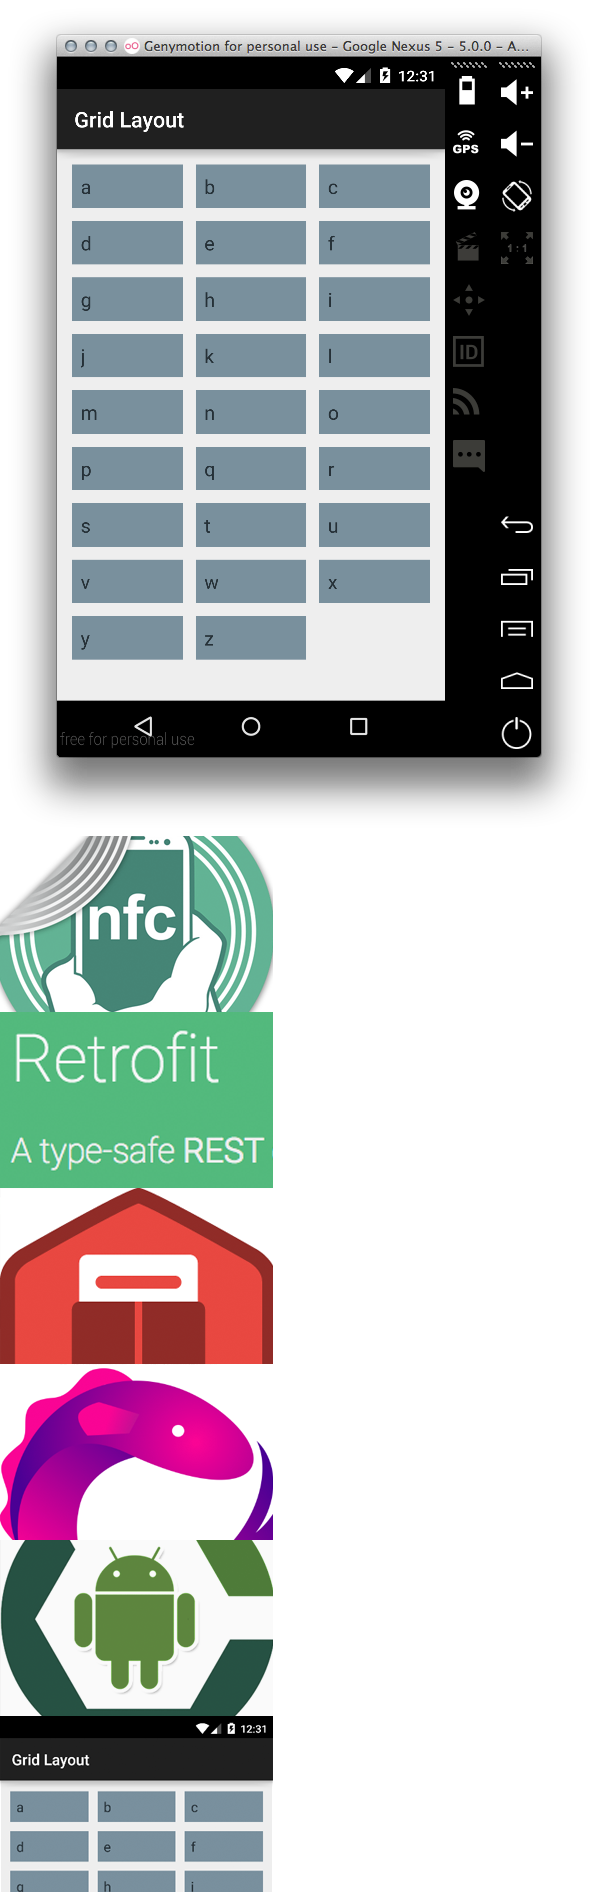 Genymotion for personal use – Google Nexus 5 – 5.0.0 – A...
12:31
Grid Layout
a b c
d e f
g h i
j k l
m n o
p q r
s t u
v w x
y z
free for personal use
GPS
1:1
ID
nfc
Retrofit
A type-safe REST
12:31
Grid Layout
a b c
d e f
g h i